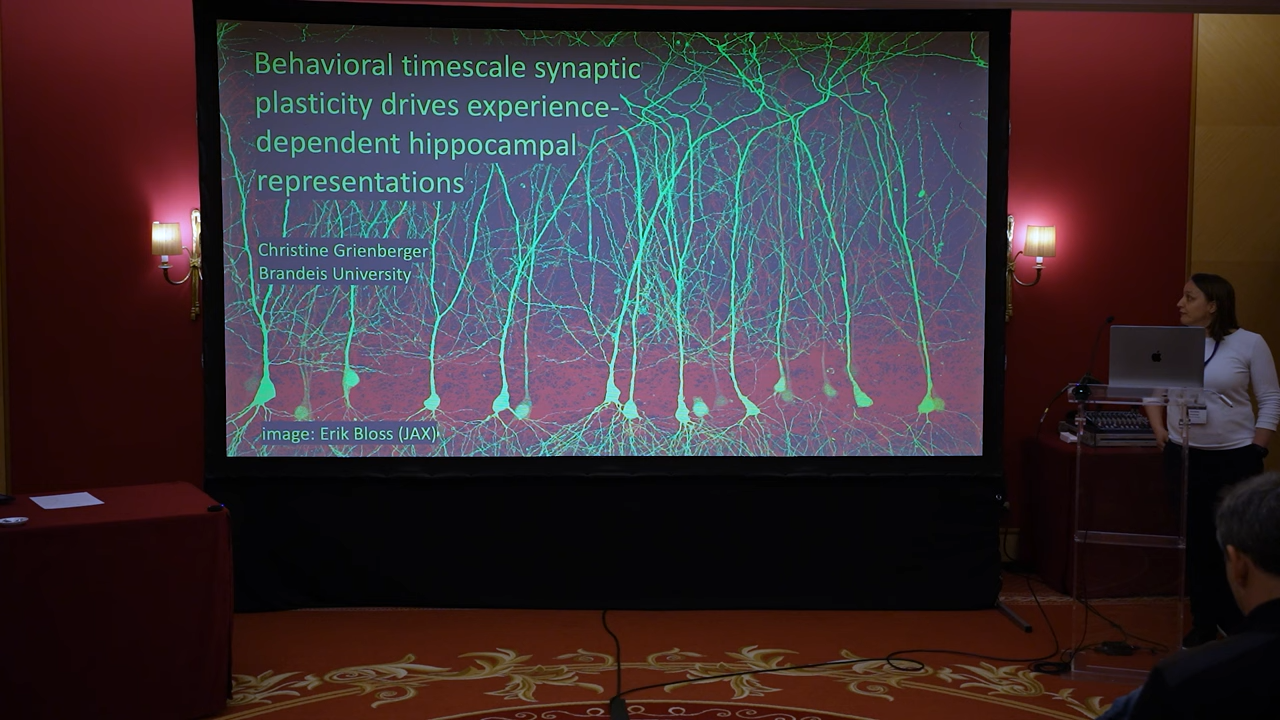 Behavioral timescale synaptic
plasticity drives experience-
dependent hippocampal
representations
Christine Grienberger
Brandeis University
image: Erik Bloss (JAX)